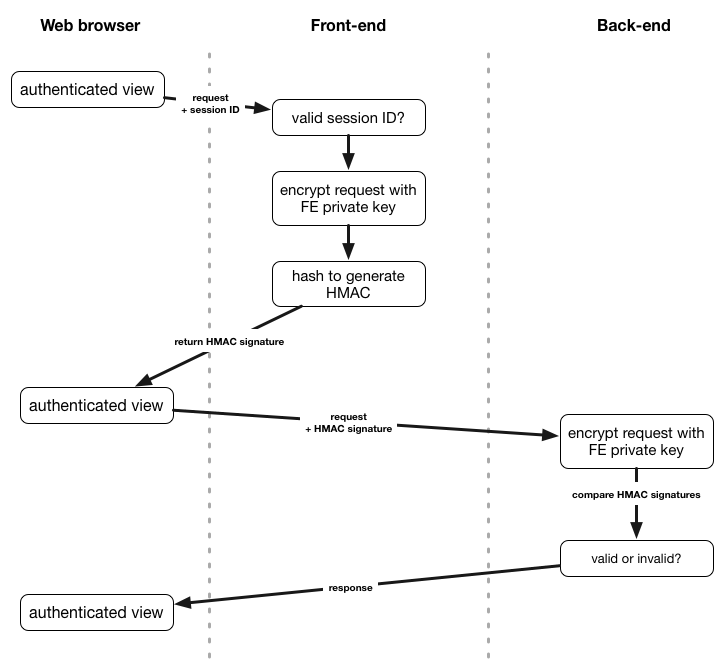 Web browser
Front-end
Back-end
authenticated view
request
+ session ID
valid session ID?
encrypt request with
FE private key
hash to generate
HMAC
return HMAC signature
authenticated view
request
+ HMAC signature
encrypt request with
FE private key
compare HMAC signatures
valid or invalid?
response
authenticated view